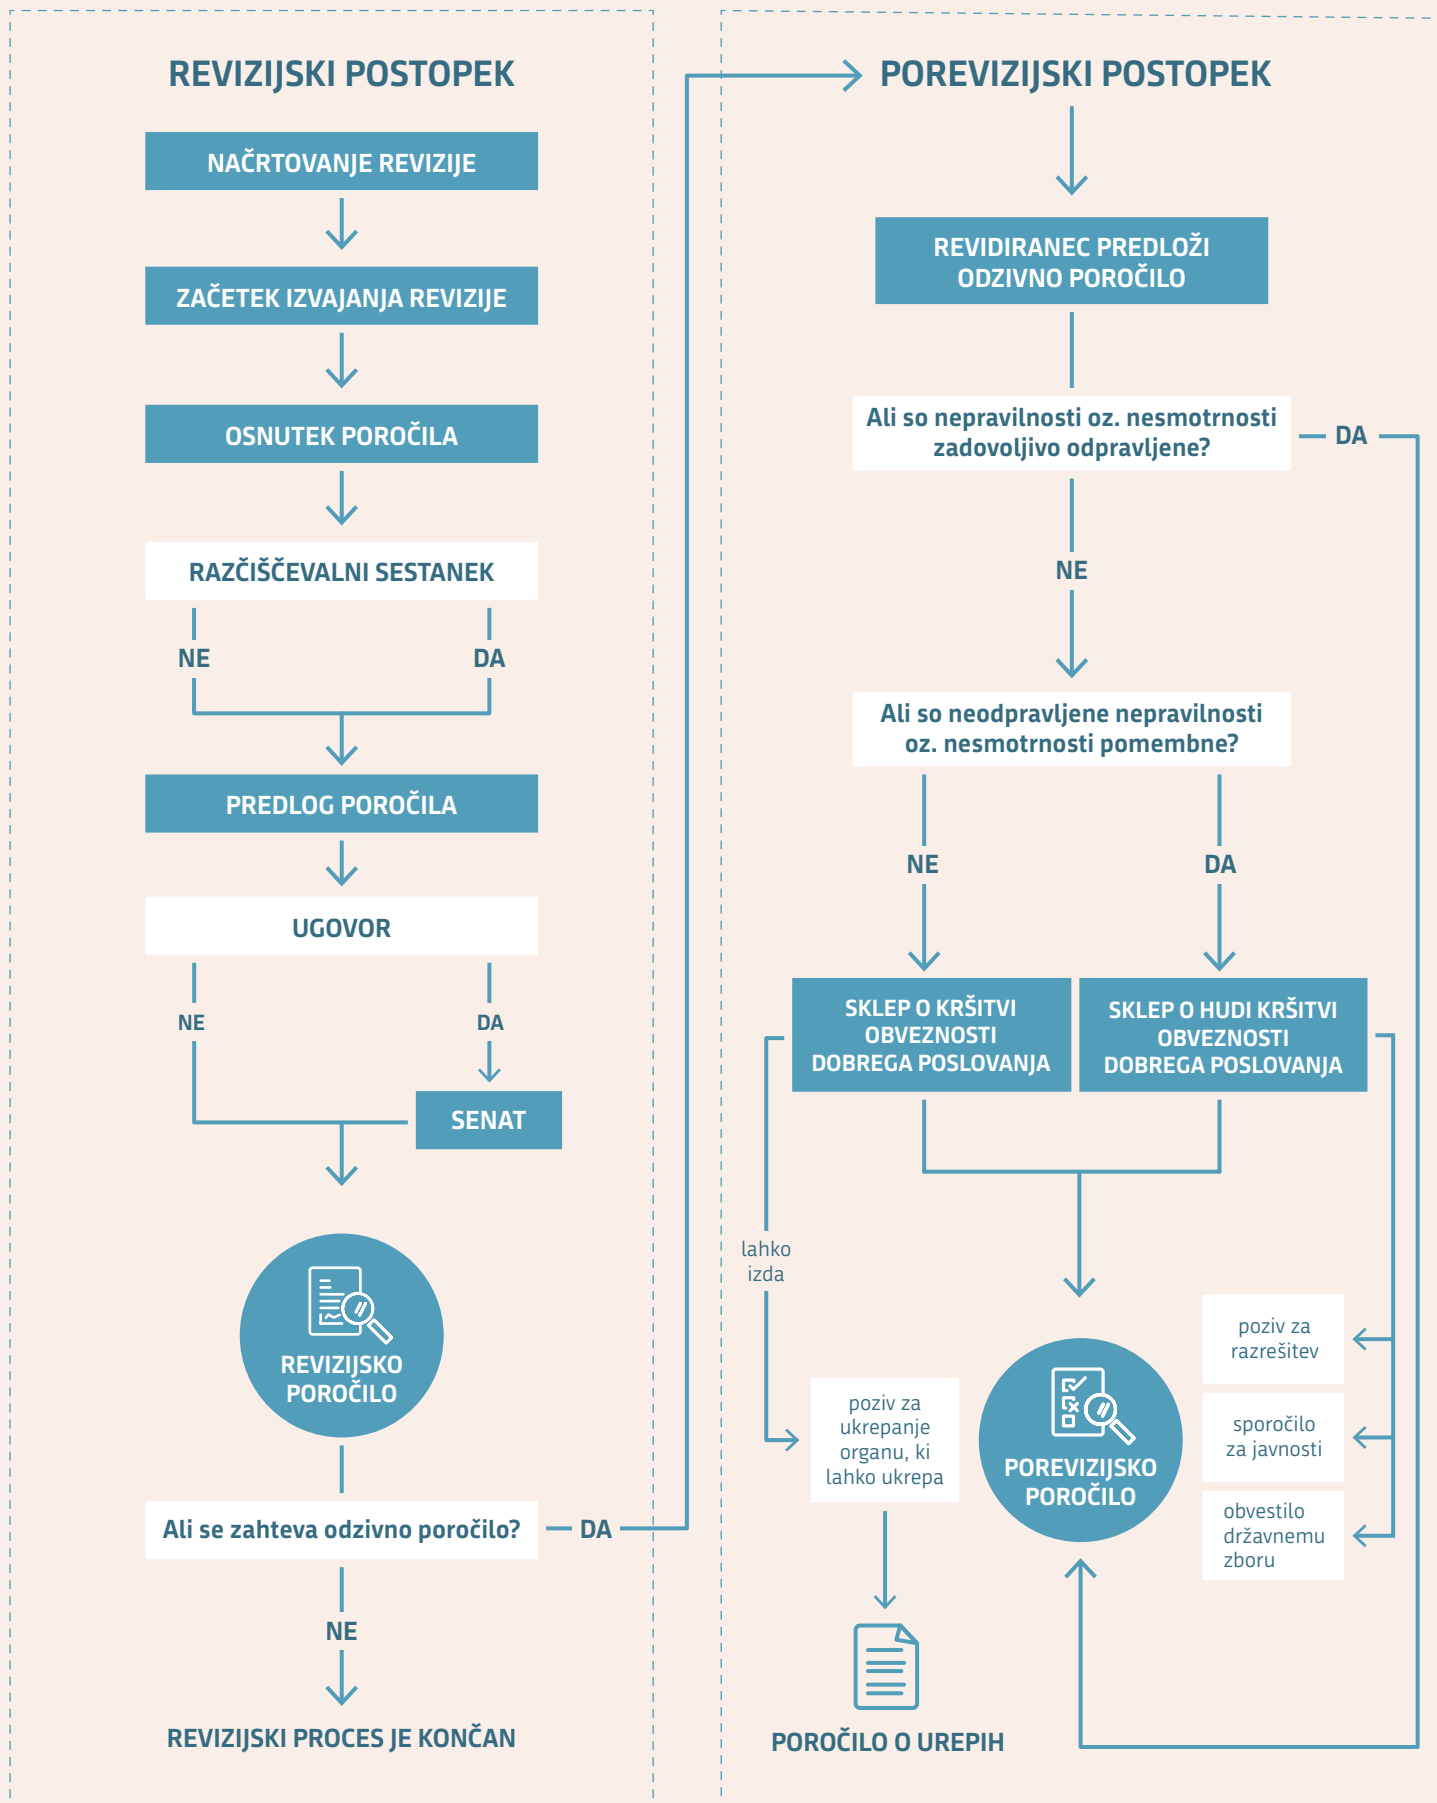 REVIZIJSKI POSTOPEK
NAČRTOVANJE REVIZIJE
ZAČETEK IZVAJANJA REVIZIJE
OSNUTEK POROČILA
RAZČIŠČEVALNI SESTANEK
NE
DA
PREDLOG POROČILA
UGOVOR
NE
DA
SENAT
REVIZIJSKO
POROČILO
Ali se zahteva odzivno poročilo?
DA
NE
REVIZIJSKI PROCES JE KONČAN
POREVIZIJSKI POSTOPEK
REVIDIRANEC PREDLOŽI
ODZIVNO POROČILO
Ali so nepravilnosti oz. nesmotrnosti
zadovoljivo odpravljene?
DA
NE
Ali so neodpravljene nepravilnosti
oz. nesmotrnosti pomembne?
NE
DA
SKLEP O KRŠITVI
OBVEZNOSTI
DOBREGA POSLOVANJA
SKLEP O HUDI KRŠITVI
OBVEZNOSTI
DOBREGA POSLOVANJA
lahko
izda
poziv za
ukrepanje
organu, ki
lahko ukrepa
POREVIZIJSKO
POROČILO
poziv za
razrešitev
sporočilo
za javnosti
obvestilo
državnemu
zboru
POROČILO O UREPIH